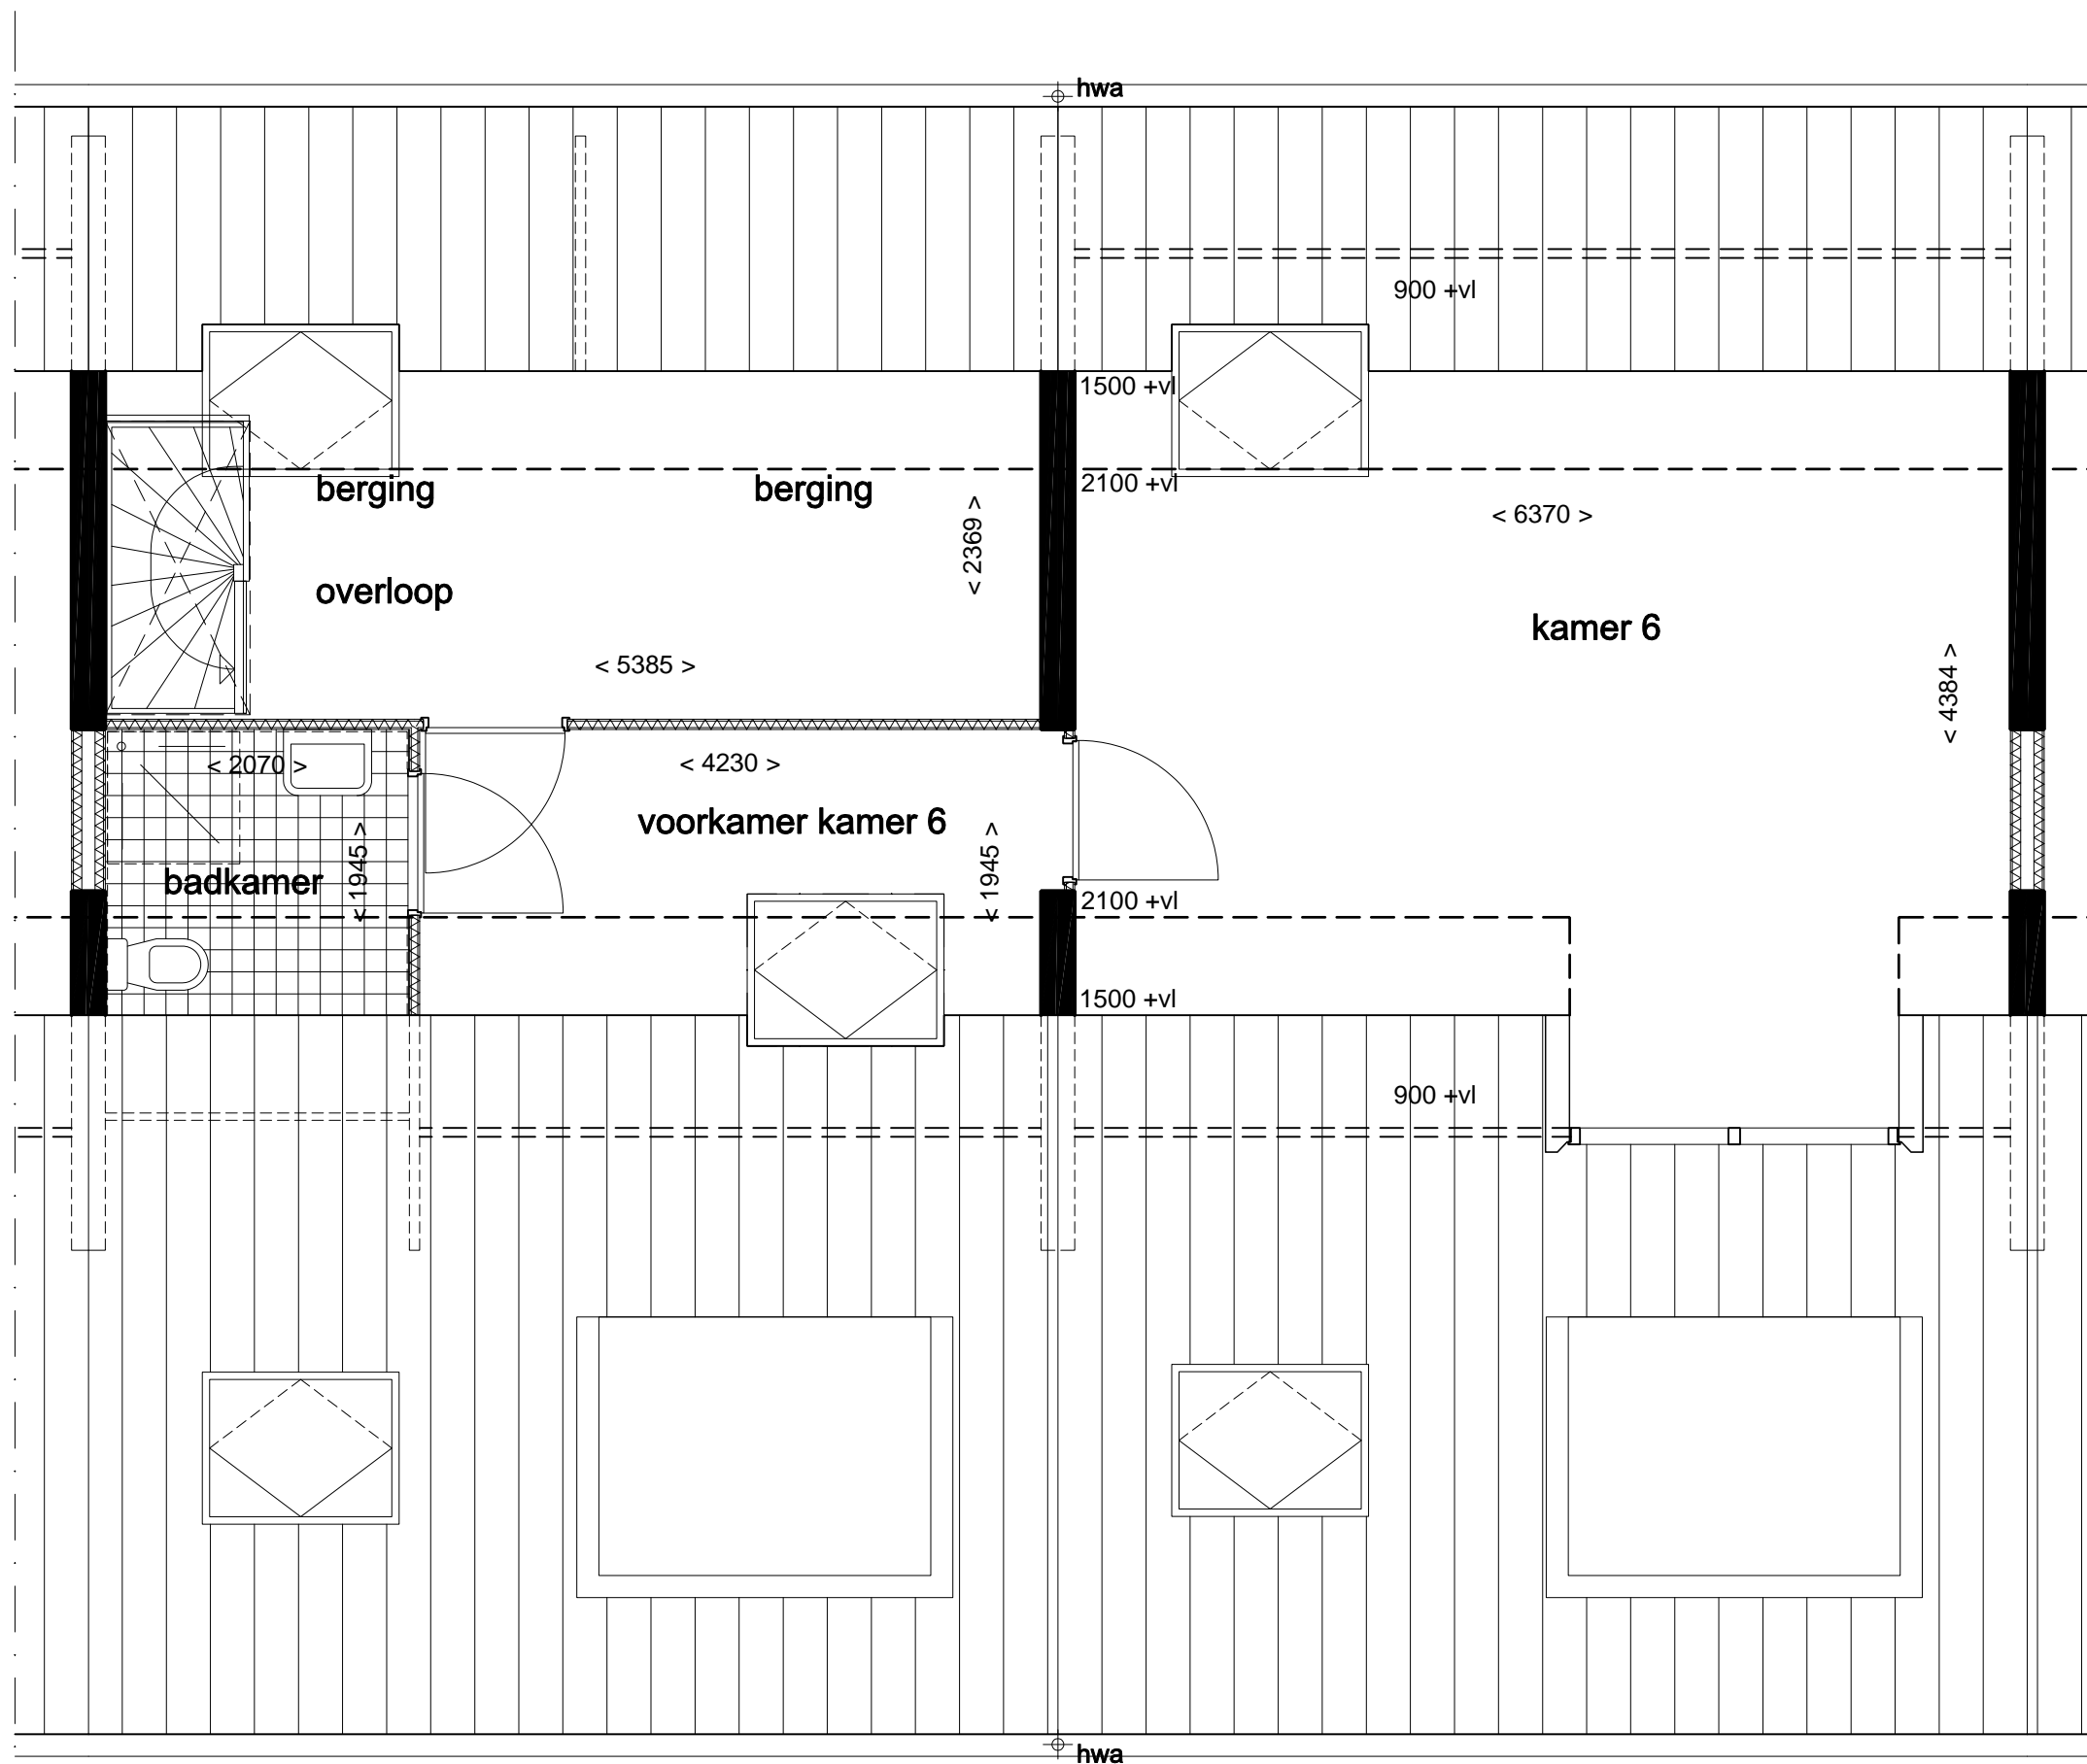 hwa
900 +vl
1500 +vl
2100 +vl
berging
berging
< 2369 >
< 6370 >
overloop
kamer 6
< 5385 >
< 4384 >
< 2070 >
< 4230 >
voorkamer kamer 6
< 1945 >
< 1945 >
badkamer
2100 +vl
1500 +vl
900 +vl
hwa